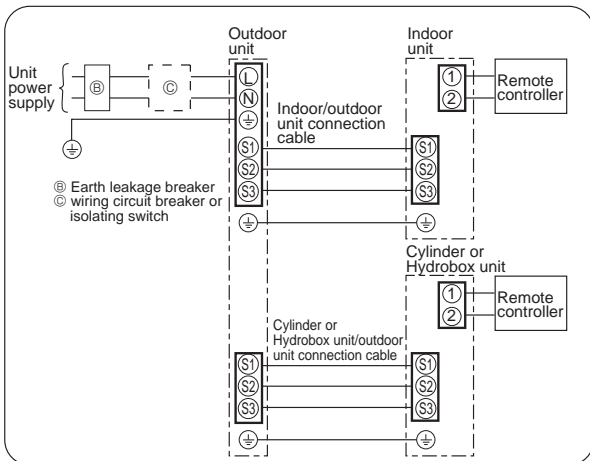 Outdoor
unit
Indoor
unit
Unit
power
supply
Ⓑ
Ⓒ
L
N
Indoor/outdoor
unit connection
cable
1
2
Remote
controller
S1
S2
S3
S1
S2
S3
Ⓑ Earth leakage breaker
Ⓒ wiring circuit breaker or
isolating switch
Cylinder or
Hydrobox unit
1
2
Remote
controller
Cylinder or
Hydrobox unit/outdoor
unit connection cable
S1
S2
S3
S1
S2
S3